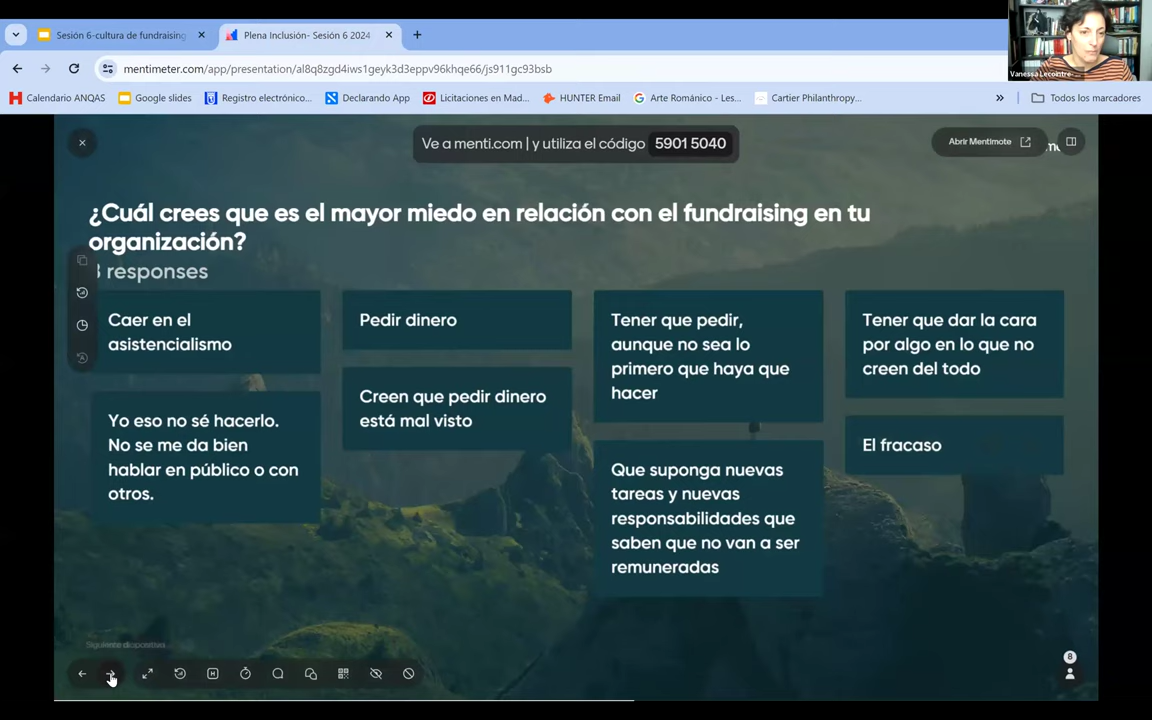 Sesión 6-cultura de fundraising
Plena Inclusión- Sesión 6 2024
mentimeter.com/app/presentation/al8q8zgd4iws1geyk3d3eppv96khqe66/js911gc93bsb
Vanessa Lecointre
Calendario ANQAS
Google slides
Registro electrónico...
Declarando App
Licitaciones en Mad...
HUNTER Email
Arte Románico - Les...
Cartier Philanthropy...
Todos los marcadores
Ve a menti.com | y utiliza el código 5901 5040
Abrir Mentimote
¿Cuál crees que es el mayor miedo en relación con el fundraising en tu
organización?
responses
Caer en el
asistencialismo
Yo eso no sé hacerlo.
No se me da bien
hablar en público o con
otros.
Pedir dinero
Creen que pedir dinero
está mal visto
Tener que pedir,
aunque no sea lo
primero que haya que
hacer
Que suponga nuevas
tareas y nuevas
responsabilidades que
saben que no van a ser
remuneradas
Tener que dar la cara
por algo en lo que no
creen del todo
El fracaso
Siguiente diapositiva
8